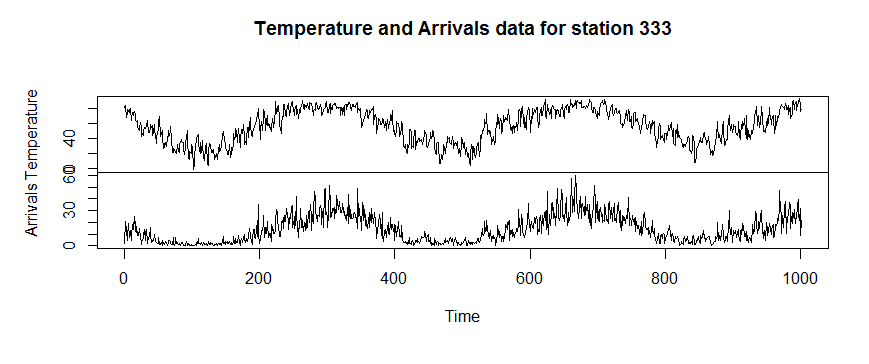 Temperature and Arrivals data for station 333
Arrivals Temperature
40
0
60
30
0
0 200 400 600 800 1000
Time